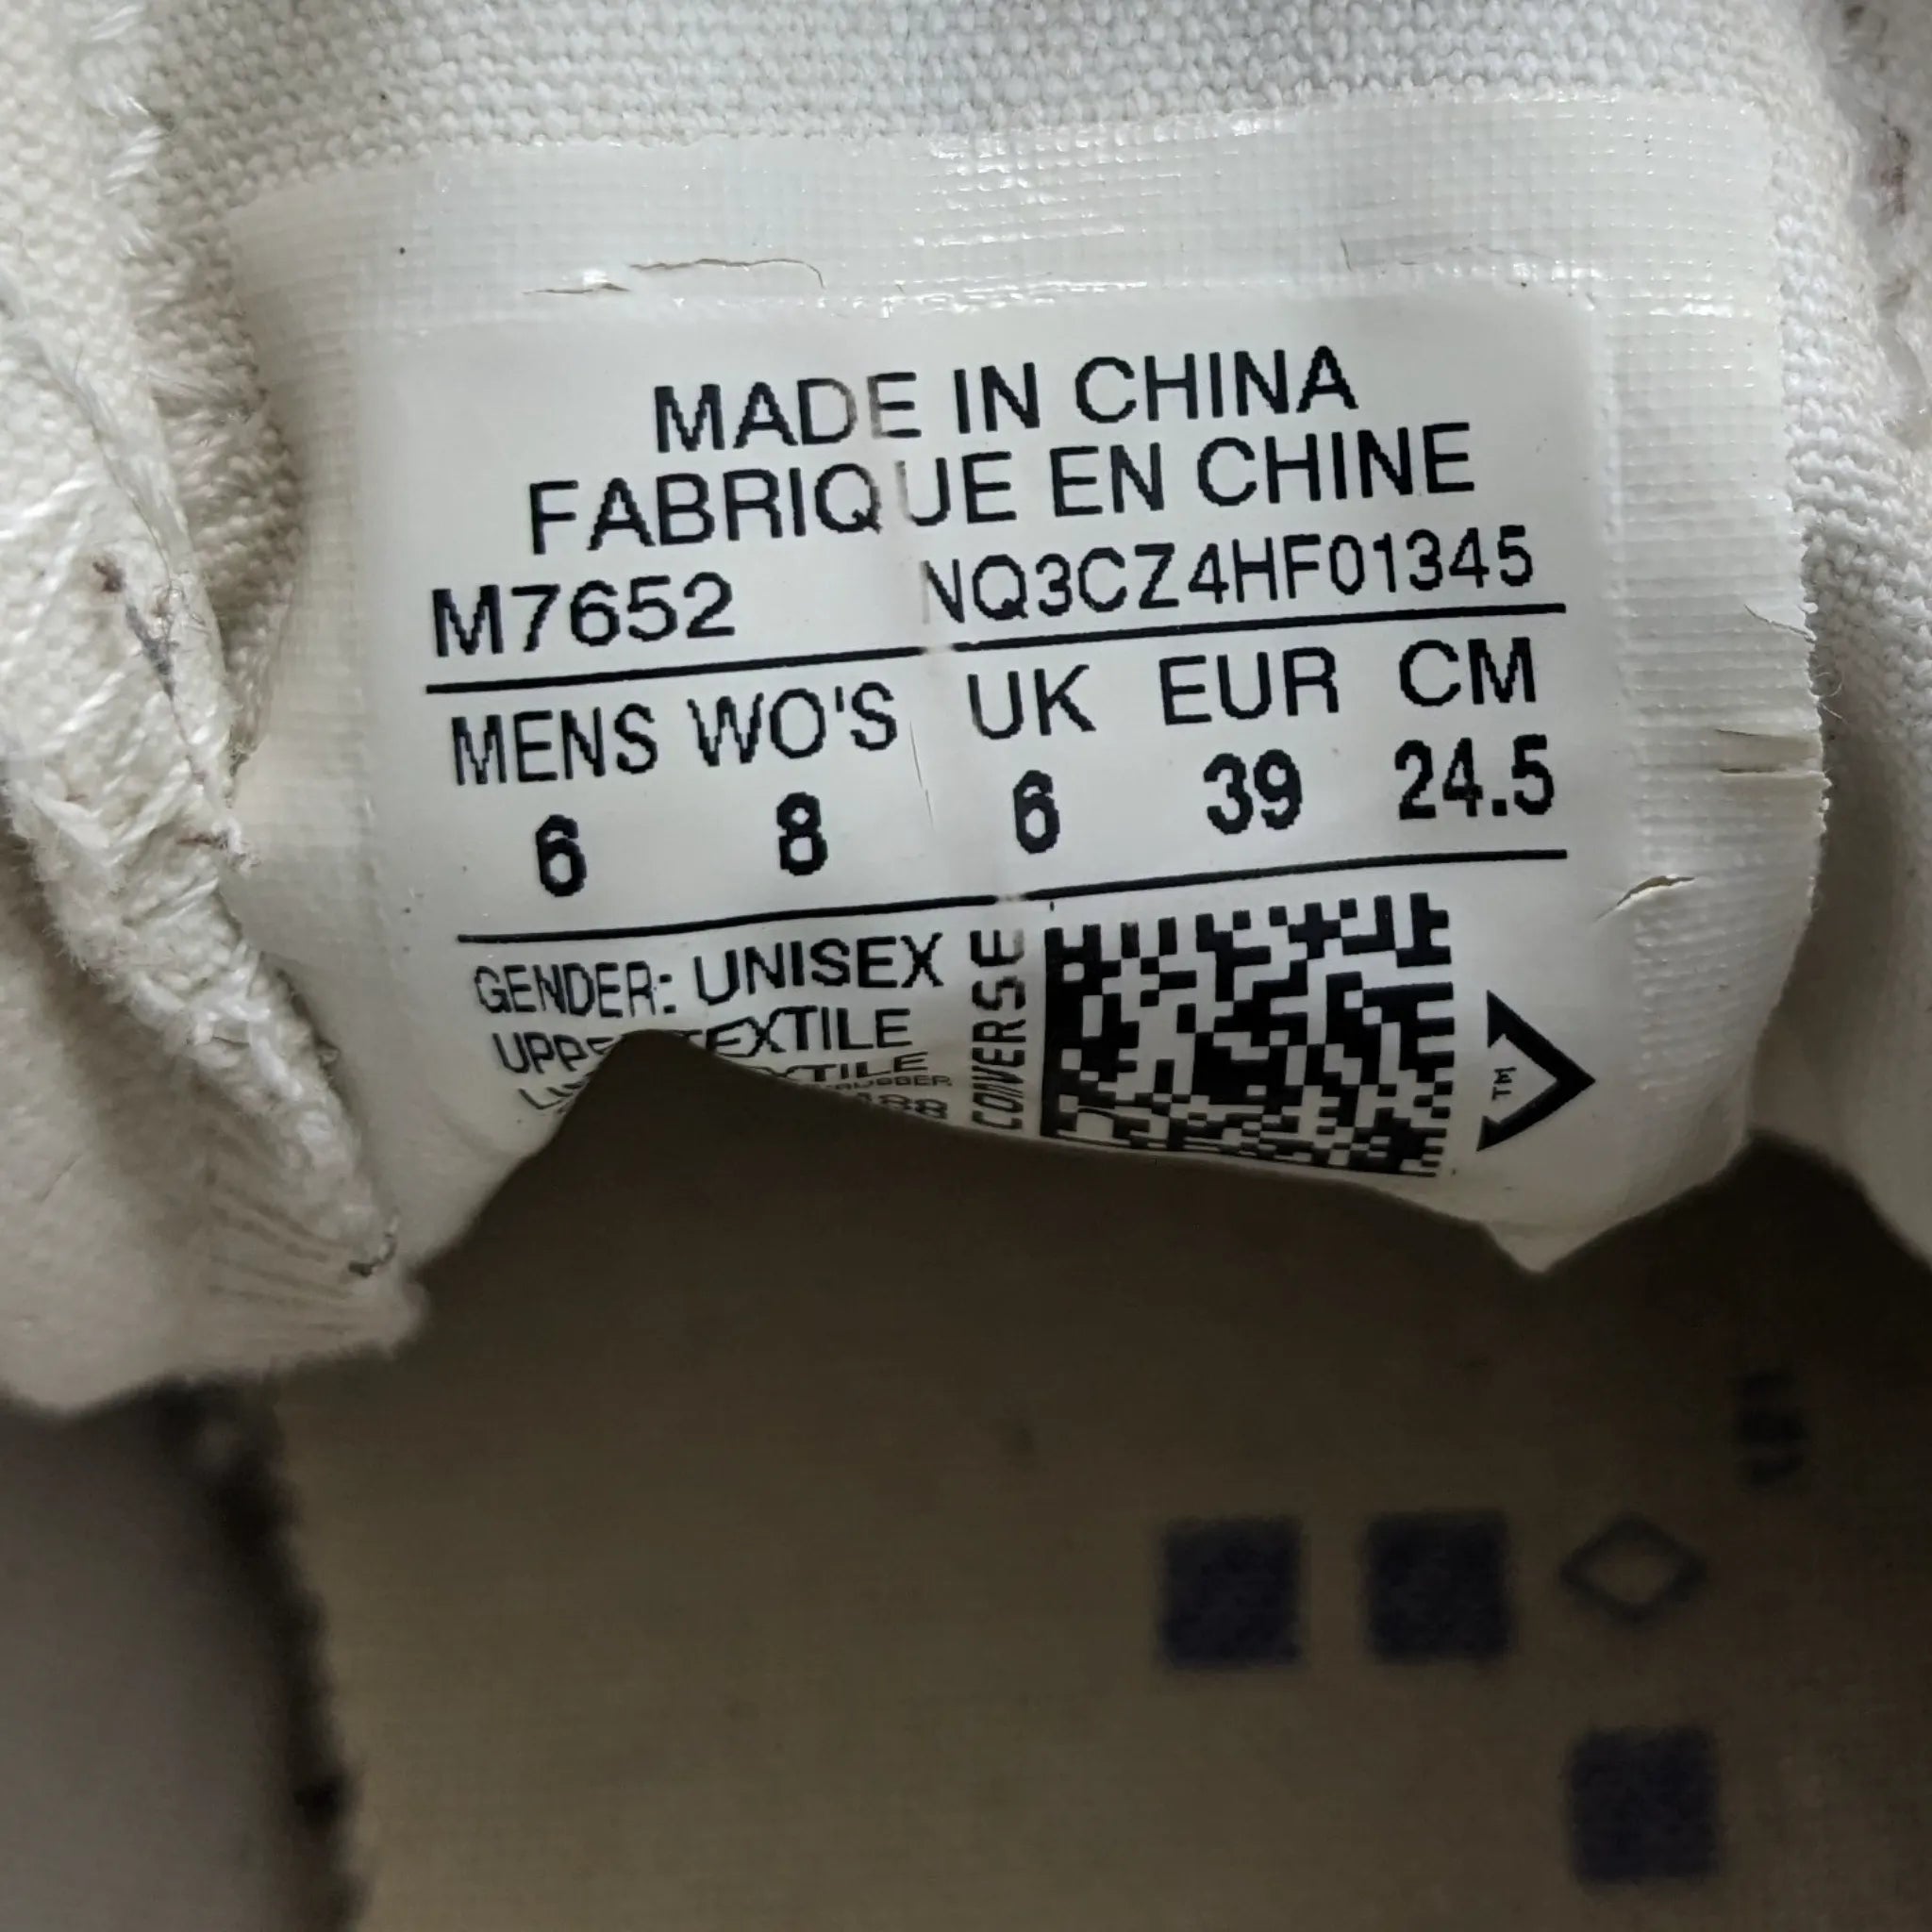 MADE IN CHINA
FABRIQUE EN CHINE
M7652 NQ3CZ4HF01345
MENS WO'S UK EUR CM
6 8 6 39 24.5
GENDER: UNISEX
TEXTILE
CONVERSE
TM